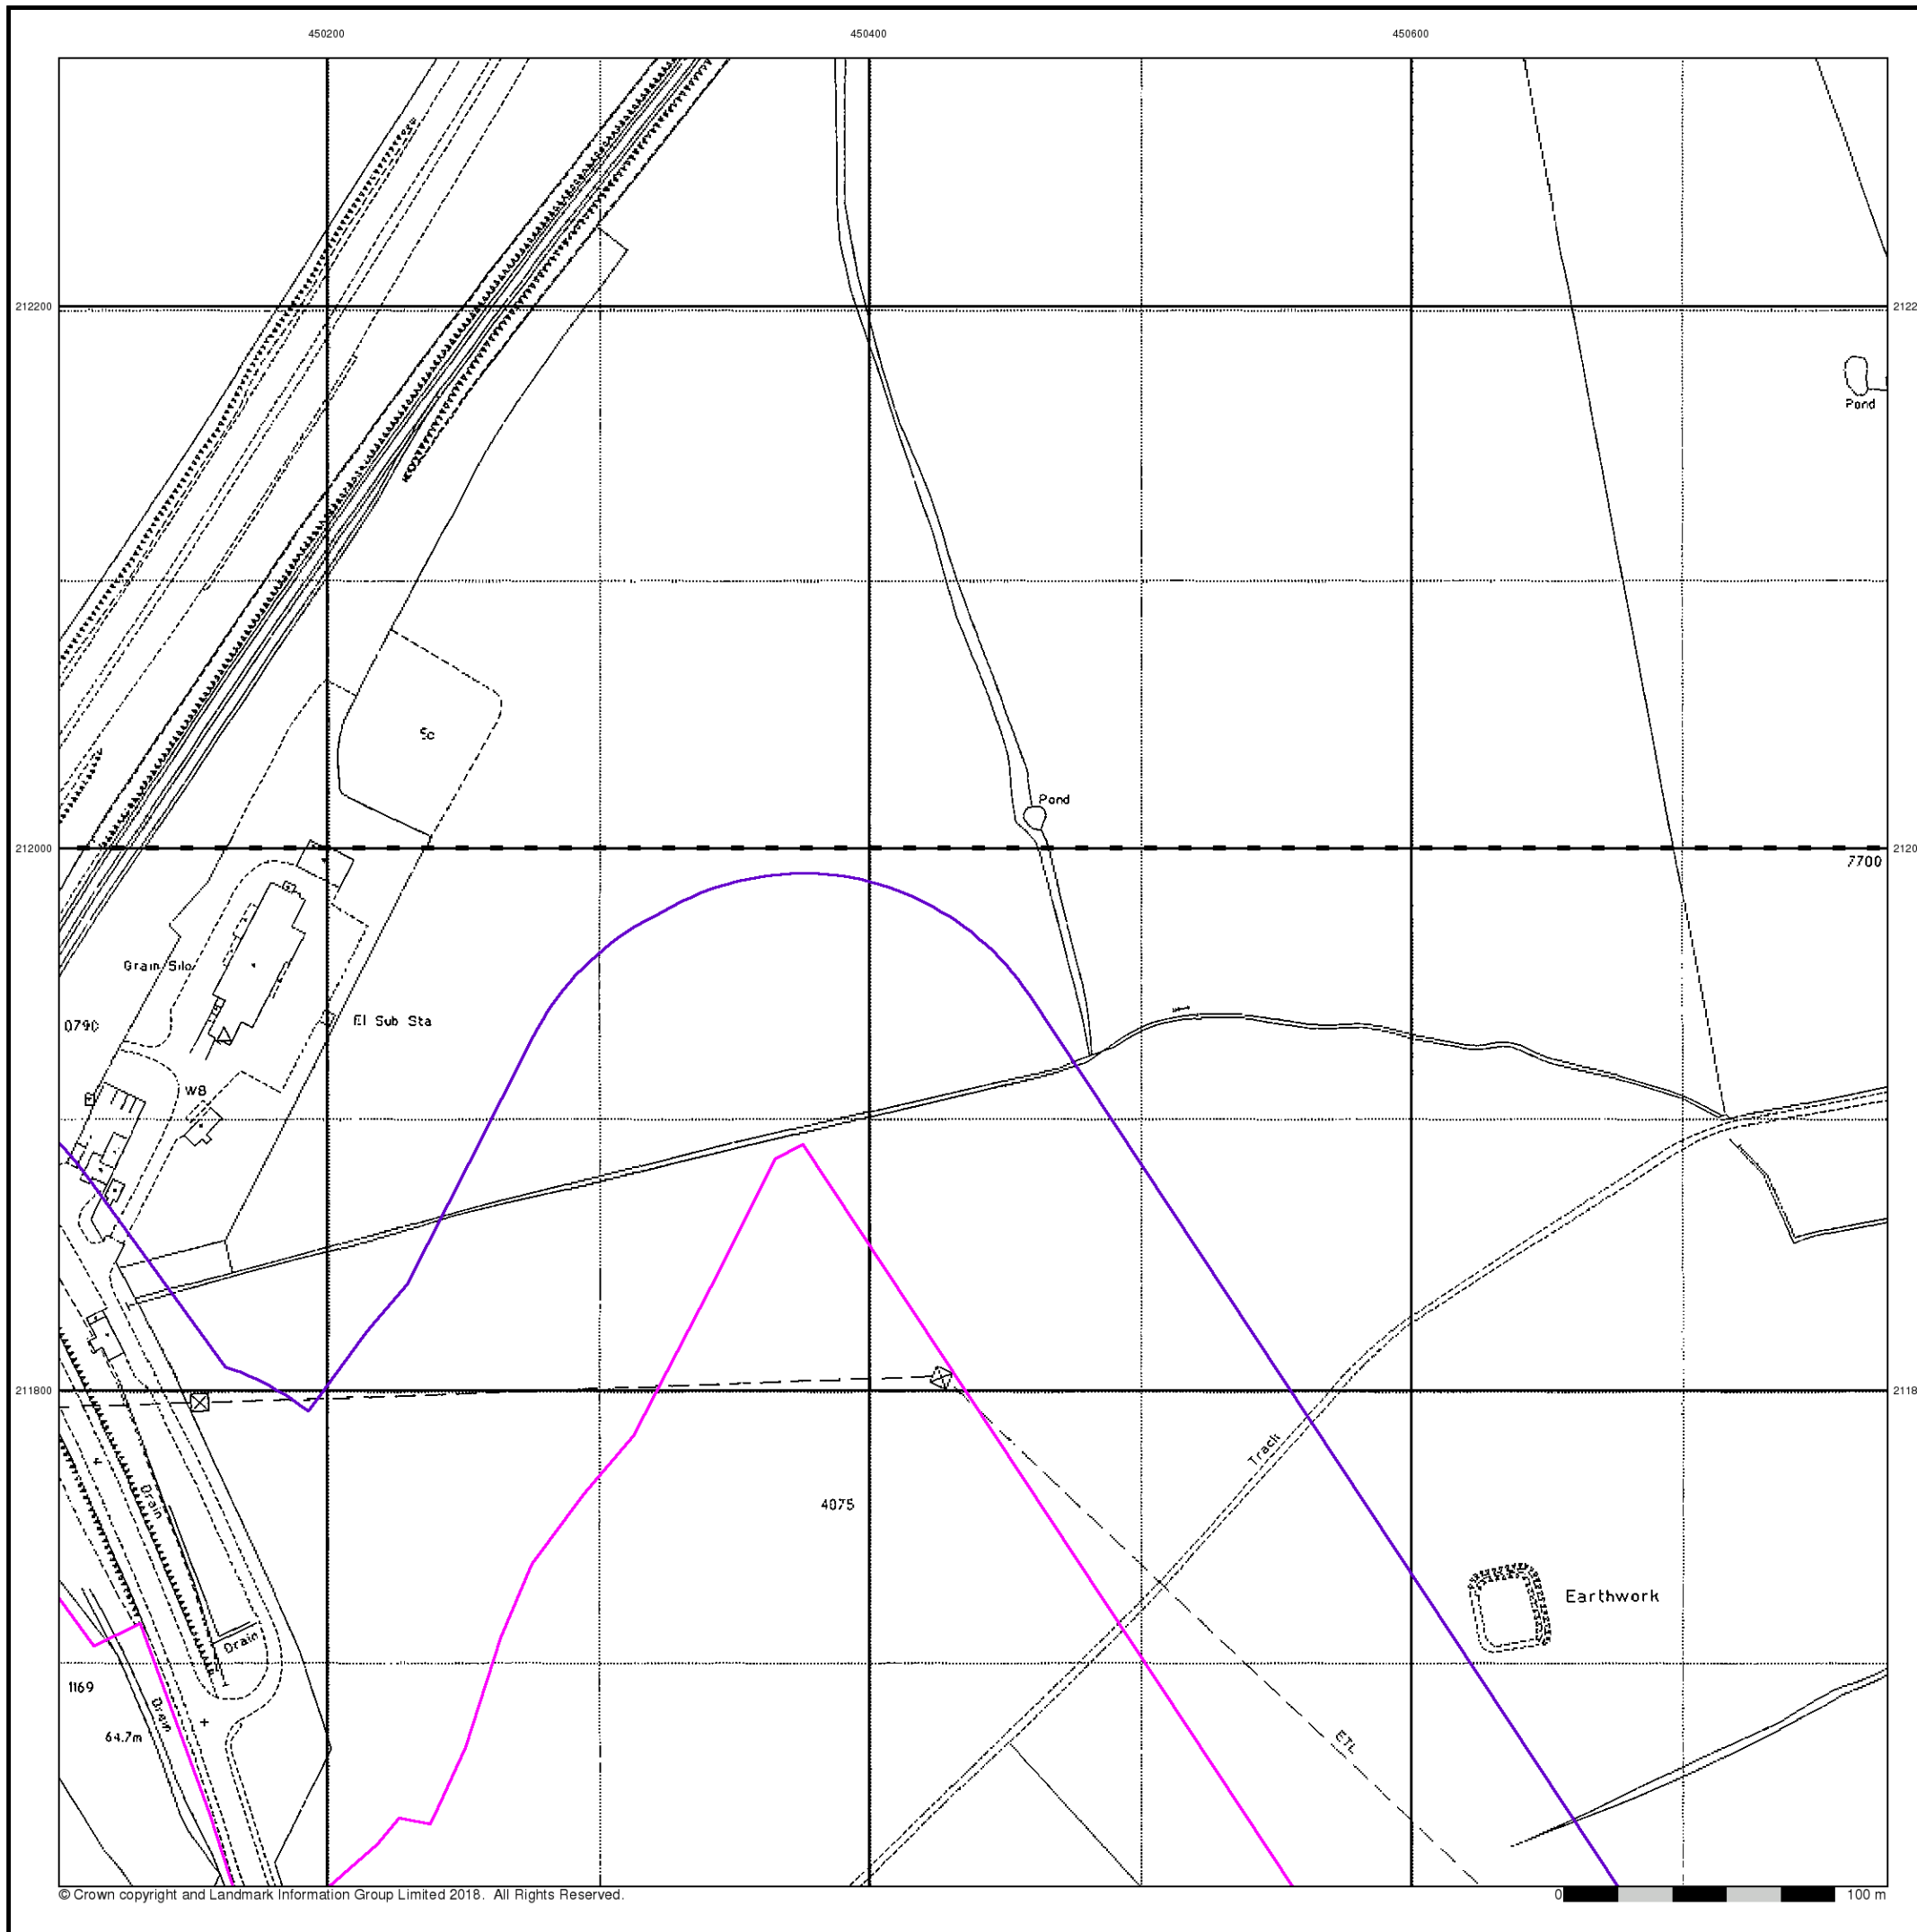 450200 450400 450600
212200 2122
Pond
Sc
Pond
212000 2120
7700
Grain Silo
0790 El Sub Sta
WB
211800 2118
Track
Drain
4075
Earthwork
Drain
1169
Drain
64.7m
ETL
© Crown copyright and Landmark Information Group Limited 2018. All Rights Reserved.
0 100 m